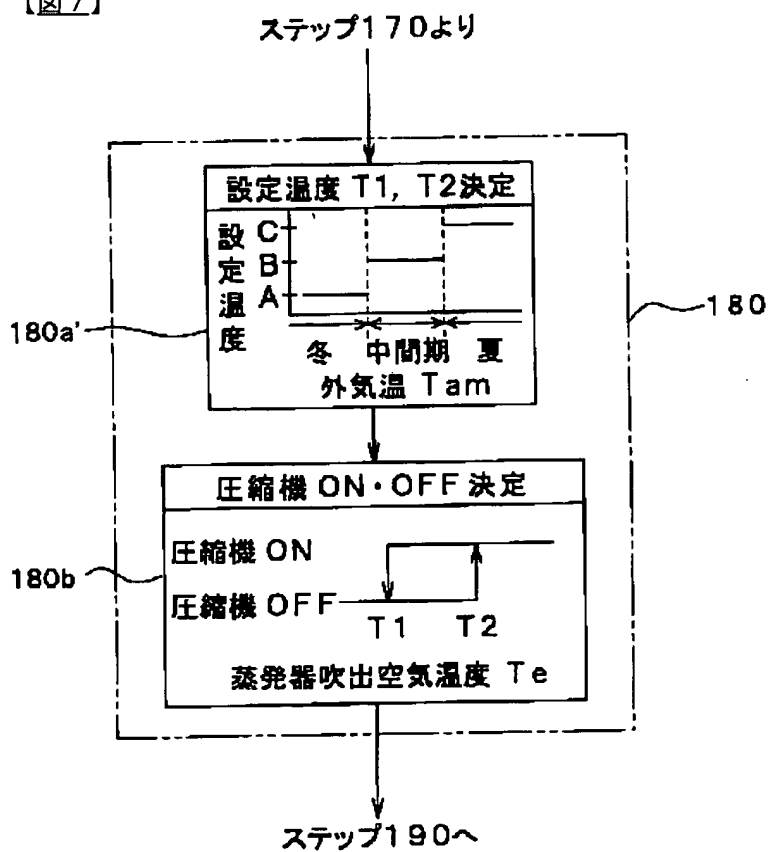 【図7】
ステップ170より
設定温度 T1, T2決定
設定温度
C
B
A
冬 中間期 夏
外気温 Tam
180a'
180
圧縮機 ON・OFF 決定
圧縮機 ON
圧縮機 OFF
T1 T2
蒸発器吹出空気温度 Te
180b
ステップ190へ